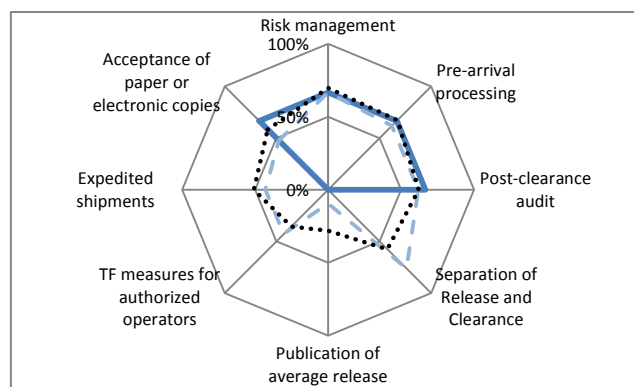 Risk management
100%
Acceptance of
paper or
electronic copies
Pre-arrival
processing
50%
Expedited
shipments
0%
Post-clearance
audit
TF measures for
authorized
operators
Separation of
Release and
Clearance
Publication of
average release